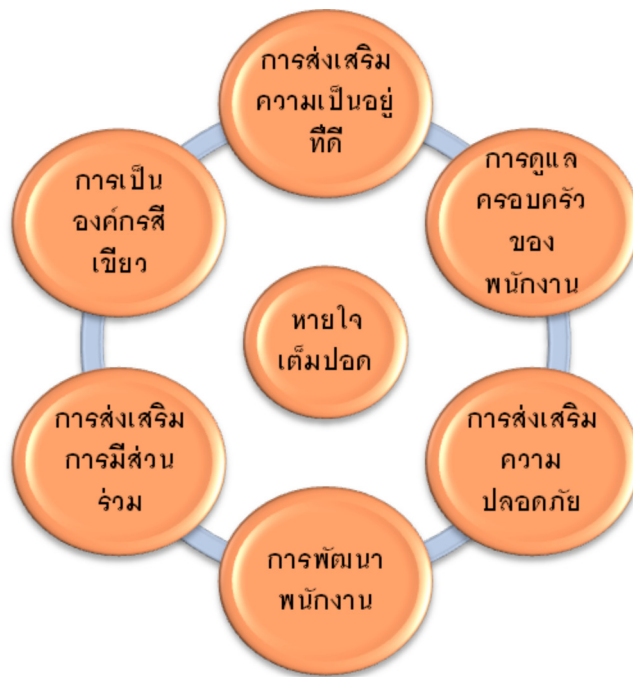 การส่งเสริม
ความเป็นอยู่
ที่ดี
การดูแล
ครอบครัว
ของ
พนักงาน
การส่งเสริม
ความ
ปลอดภัย
การพัฒนา
พนักงาน
การส่งเสริม
การมีส่วน
ร่วม
การเป็น
องค์กรสี
เขียว
หายใจ
เต็มปอด